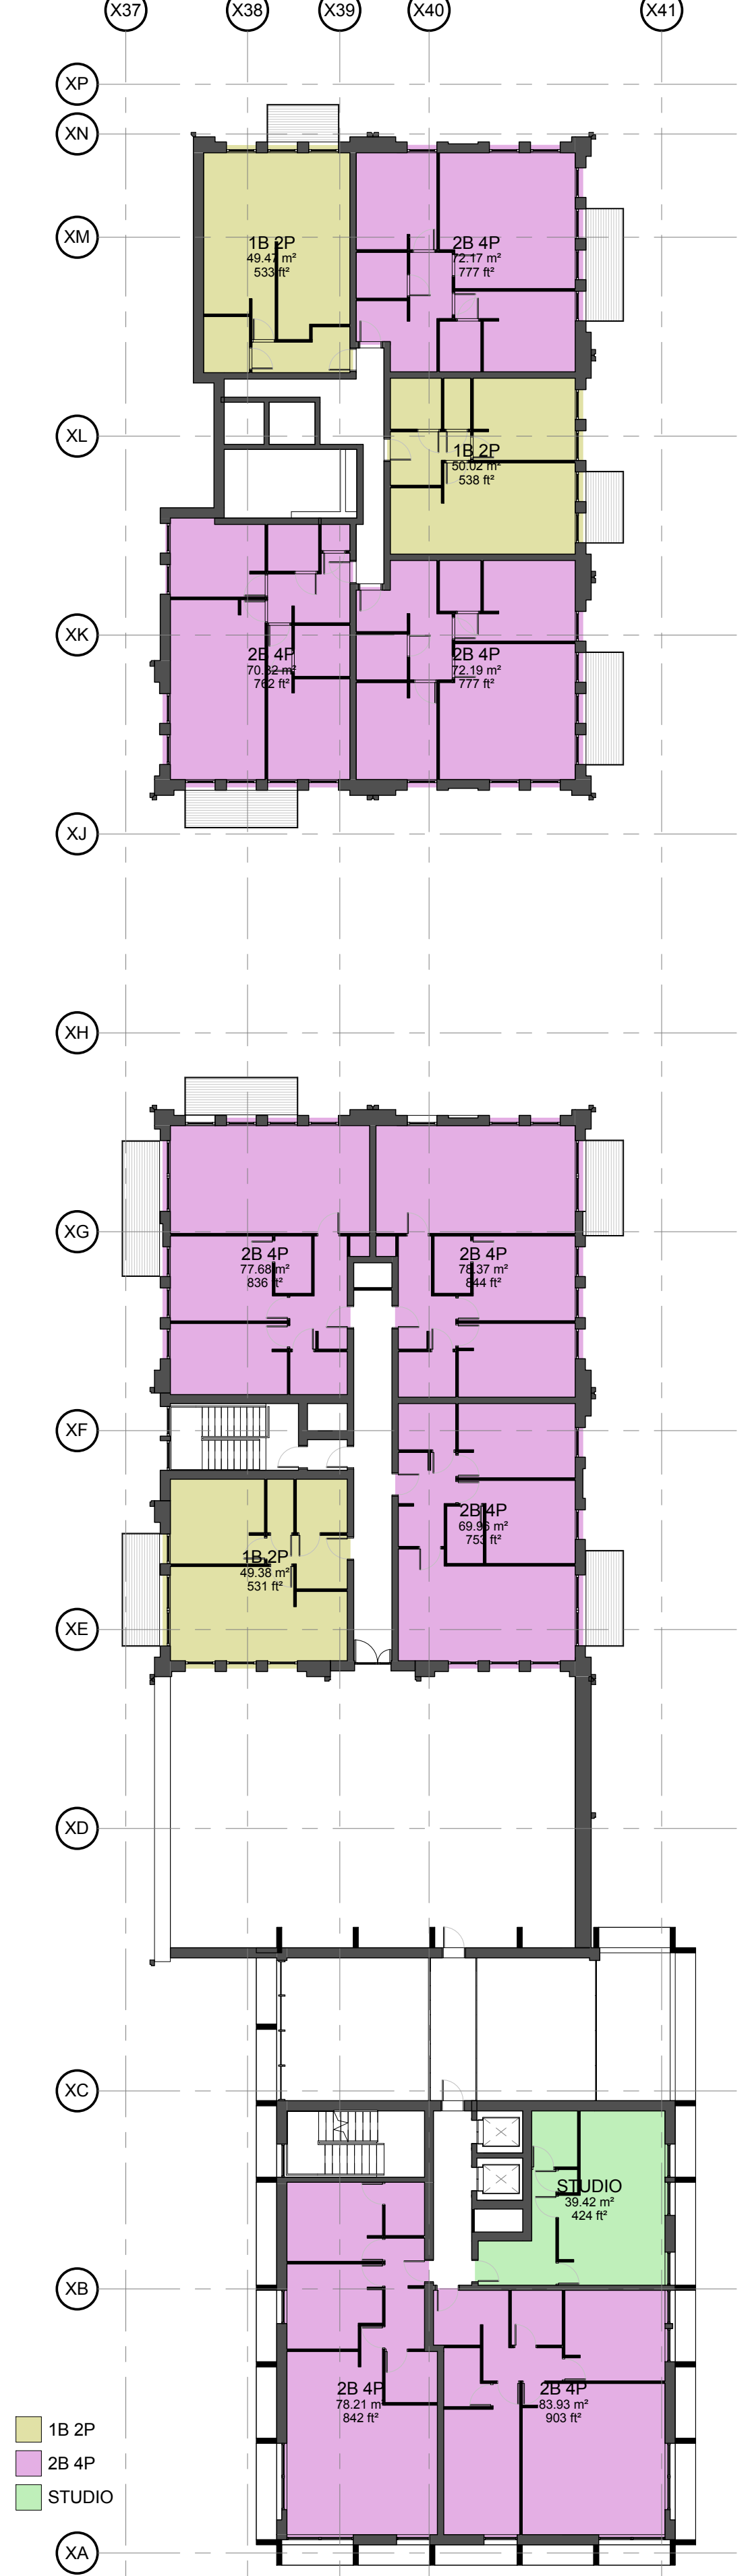 X37 X38 X39 X40 X41
XP
XN
XM
1B 2P
49.47 m²
533 ft²
2B 4P
72.17 m²
777 ft²
XL
1B 2P
50.02 m²
538 ft²
XK
2B 4P
70.82 m²
762 ft²
2B 4P
72.19 m²
777 ft²
XJ
XH
XG
2B 4P
77.68 m²
836 ft²
2B 4P
78.37 m²
844 ft²
XF
2B 4P
69.96 m²
753 ft²
1B 2P
49.38 m²
531 ft²
XE
XD
XC
STUDIO
39.42 m²
424 ft²
XB
2B 4P
78.21 m²
842 ft²
2B 4P
83.93 m²
903 ft²
1B 2P
2B 4P
STUDIO
XA